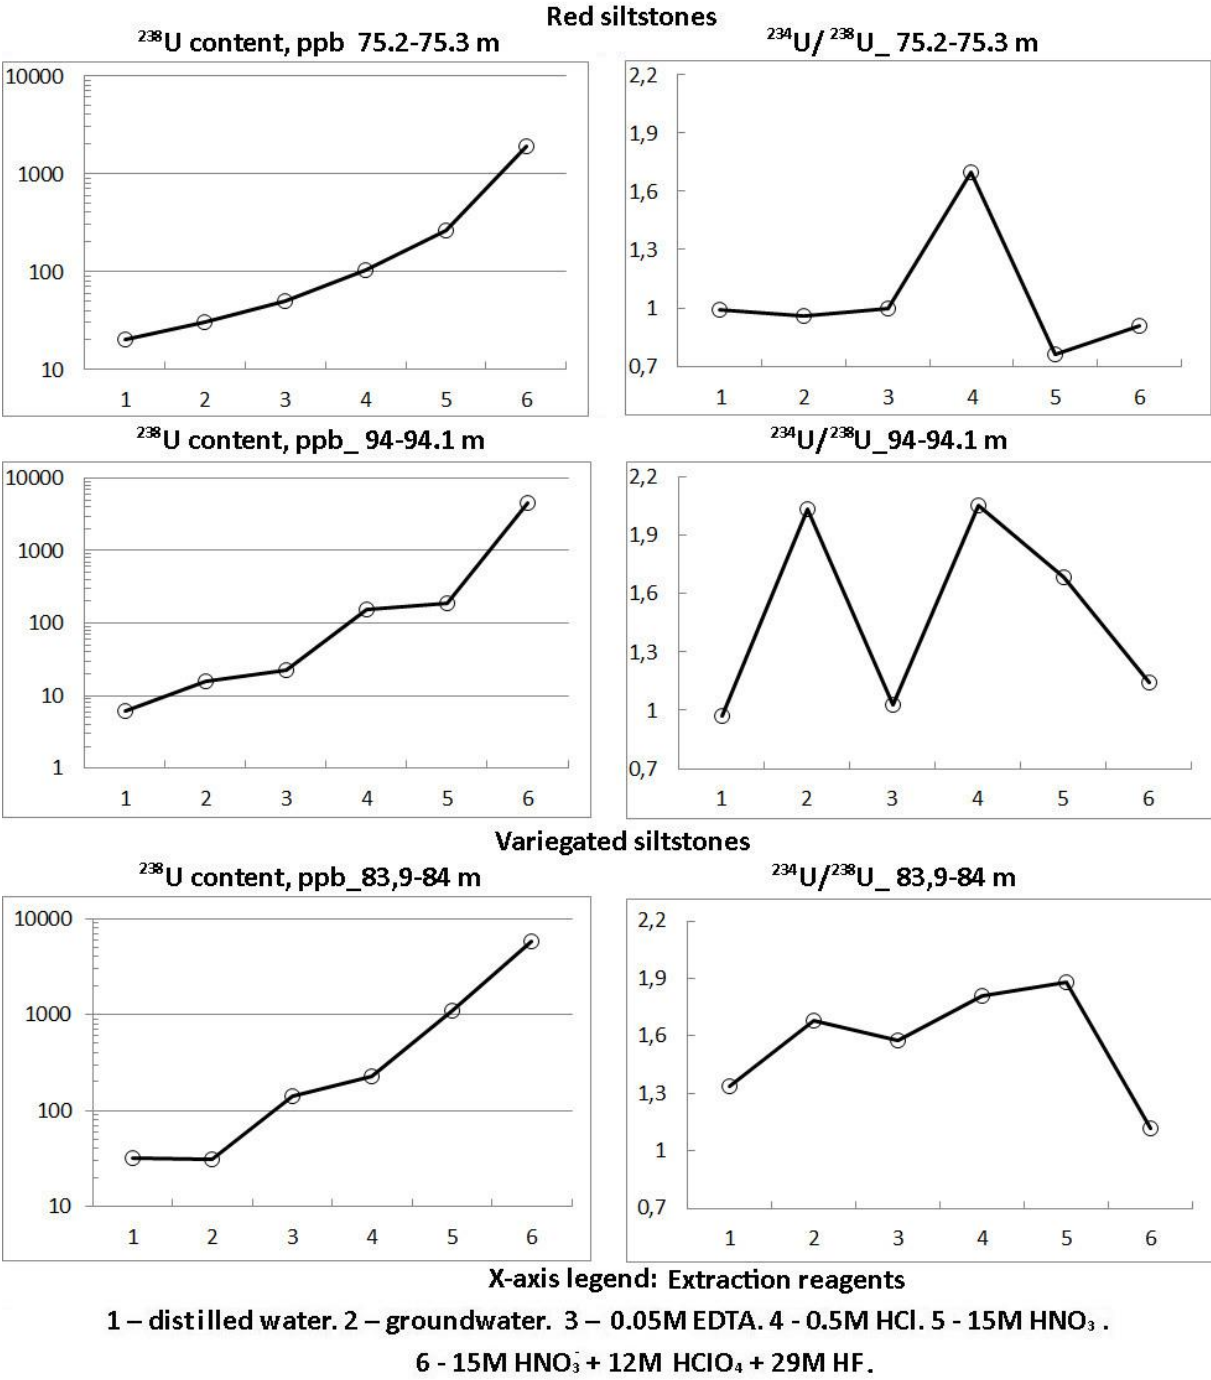 Red siltstones
²³⁸U content, ppb 75.2-75.3 m
²³⁴U/ ²³⁸U_ 75.2-75.3 m
10000
1000
100
10
1 2 3 4 5 6
2,2
1,9
1,6
1,3
1
0,7
1 2 3 4 5 6
²³⁸U content, ppb_ 94-94.1 m
²³⁴U/²³⁸U_94-94.1 m
10000
1000
100
10
1
1 2 3 4 5 6
2,2
1,9
1,6
1,3
1
0,7
1 2 3 4 5 6
Variegated siltstones
²³⁸U content, ppb_83,9-84 m
²³⁴U/²³⁸U_ 83,9-84 m
10000
1000
100
10
1 2 3 4 5 6
2,2
1,9
1,6
1,3
1
0,7
1 2 3 4 5 6
X-axis legend: Extraction reagents
1 – distilled water. 2 – groundwater. 3 – 0.05M EDTA. 4 - 0.5M HCl. 5 - 15M HNO₃ .
6 - 15M HNO₃ + 12M HClO₄ + 29M HF.